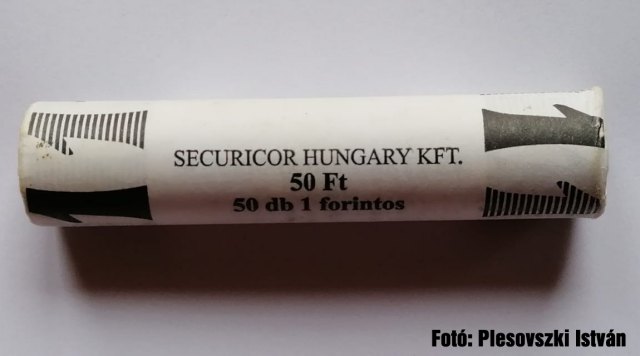 SECURICOR HUNGARY KFT.
50 Ft
50 db 1 forintos
Fotó: Plesovszki István